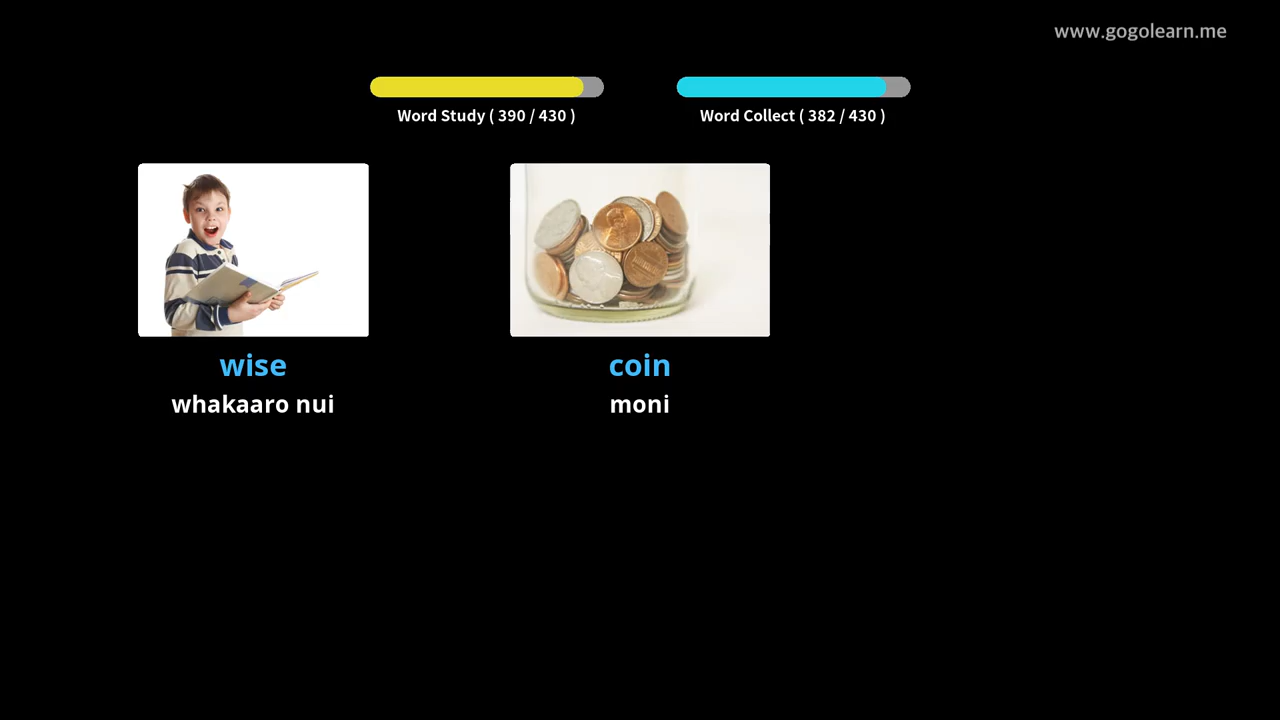 www.gogolearn.me
Word Study ( 390 / 430 )
Word Collect ( 382 / 430 )
wise
coin
whakaaro nui
moni